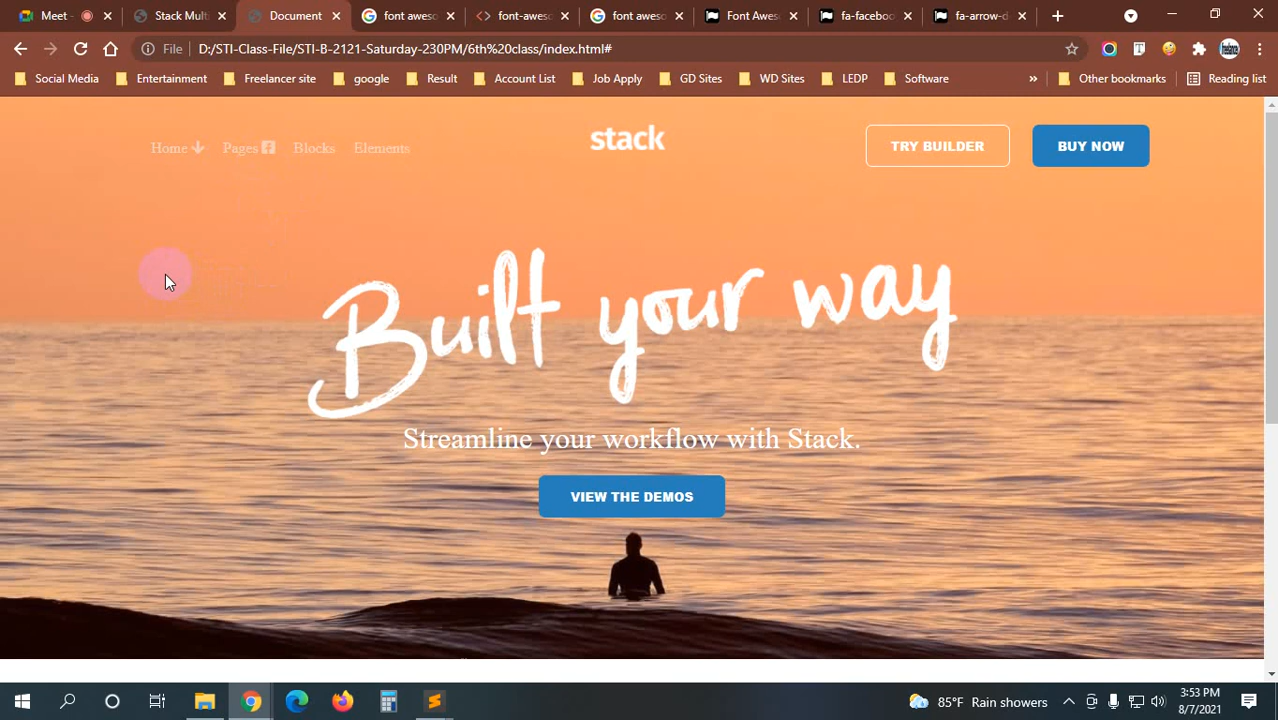 Meet -
Stack Mult
Document
font aweso
font-aweso
font aweso
Font Awes
fa-faceboo
fa-arrow-d
File
D:/STI-Class-File/STI-B-2121-Saturday-230PM/6th%20class/index.html#
Social Media
Entertainment
Freelancer site
google
Result
Account List
Job Apply
GD Sites
WD Sites
LEDP
Software
»
Other bookmarks
Reading list
Home
Pages
Blocks
Elements
stack
TRY BUILDER
BUY NOW
Built your way
Streamline your workflow with Stack.
VIEW THE DEMOS
85°F Rain showers
3:53 PM
8/7/2021